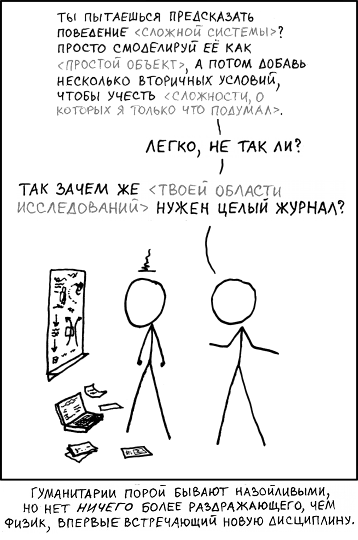 ТЫ ПЫТАЕШЬСЯ ПРЕДСКАЗАТЬ
ПОВЕДЕНИЕ <СЛОЖНОЙ СИСТЕМЫ>?
ПРОСТО СМОДЕЛИРУЙ ЕЁ КАК
<ПРОСТОЙ ОБЪЕКТ>, А ПОТОМ ДОБАВЬ
НЕСКОЛЬКО ВТОРИЧНЫХ УСЛОВИЙ,
ЧТОБЫ УЧЕСТЬ <СЛОЖНОСТИ, О
КОТОРЫХ Я ТОЛЬКО ЧТО ПОДУМАЛ>.
ЛЕГКО, НЕ ТАК ЛИ?
ТАК ЗАЧЕМ ЖЕ <ТВОЕЙ ОБЛАСТИ
ИССЛЕДОВАНИЙ> НУЖЕН ЦЕЛЫЙ ЖУРНАЛ?
ГУМАНИТАРИИ ПОРОЙ БЫВАЮТ НАЗОЙЛИВЫМИ,
НО НЕТ НИЧЕГО БОЛЕЕ РАЗДРАЖАЮЩЕГО, ЧЕМ
ФИЗИК, ВПЕРВЫЕ ВСТРЕЧАЮЩИЙ НОВУЮ ДИСЦИПЛИНУ.